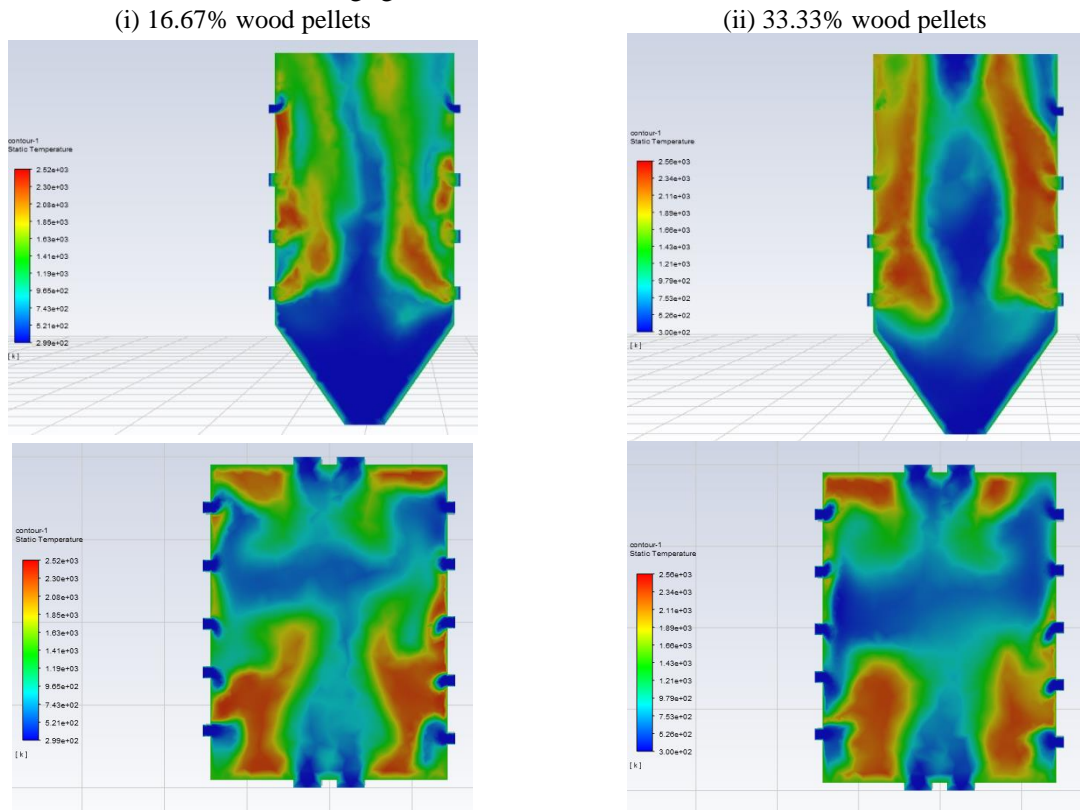 (i) 16.67% wood pellets
(ii) 33.33% wood pellets
contour-1
Static Temperature
2.52e+03
2.30e+03
2.08e+03
1.85e+03
1.63e+03
1.41e+03
1.19e+03
9.65e+02
7.43e+02
5.21e+02
2.99e+02
[ k ]
contour-1
Static Temperature
2.56e+03
2.34e+03
2.11e+03
1.89e+03
1.66e+03
1.43e+03
1.21e+03
9.79e+02
7.53e+02
5.26e+02
3.00e+02
[ k ]
contour-1
Static Temperature
2.52e+03
2.30e+03
2.08e+03
1.85e+03
1.63e+03
1.41e+03
1.19e+03
9.65e+02
7.43e+02
5.21e+02
2.99e+02
[ k ]
contour-1
Static Temperature
2.56e+03
2.34e+03
2.11e+03
1.89e+03
1.66e+03
1.43e+03
1.21e+03
9.79e+02
7.53e+02
5.26e+02
3.00e+02
[ k ]